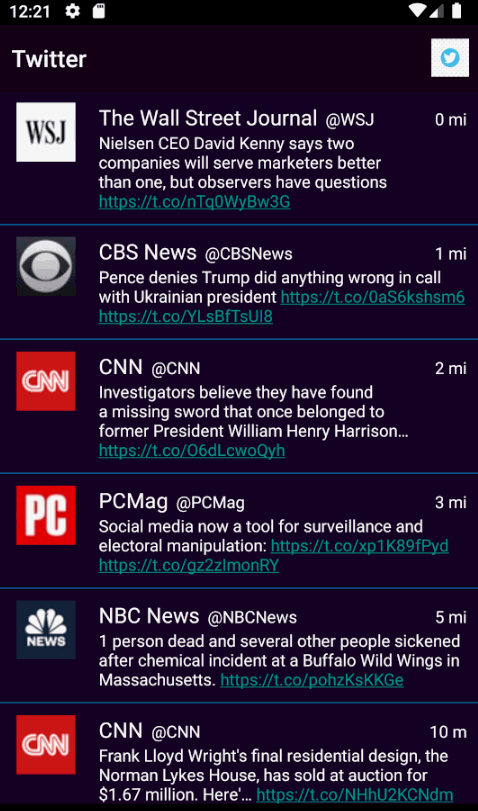 12:21
Twitter
WSJ
The Wall Street Journal @WSJ 0 mi
Nielsen CEO David Kenny says two
companies will serve marketers better
than one, but observers have questions
https://t.co/nTq0WyBw3G
CBS News @CBSNews 1 mi
Pence denies Trump did anything wrong in call
with Ukrainian president https://t.co/0aS6kshsm6
https://t.co/YLsBfTsUI8
CNN
CNN @CNN 2 mi
Investigators believe they have found
a missing sword that once belonged to
former President William Henry Harrison…
https://t.co/O6dLcwoQyh
PC
PCMag @PCMag 3 mi
Social media now a tool for surveillance and
electoral manipulation: https://t.co/xp1K89fPyd
https://t.co/gz2zImonRY
NEWS
NBC News @NBCNews 5 mi
1 person dead and several other people sickened
after chemical incident at a Buffalo Wild Wings in
Massachusetts. https://t.co/pohzKsKKGe
CNN
CNN @CNN 10 m
Frank Lloyd Wright's final residential design, the
Norman Lykes House, has sold at auction for
$1.67 million. Here'… https://t.co/NHhU2KCNdm